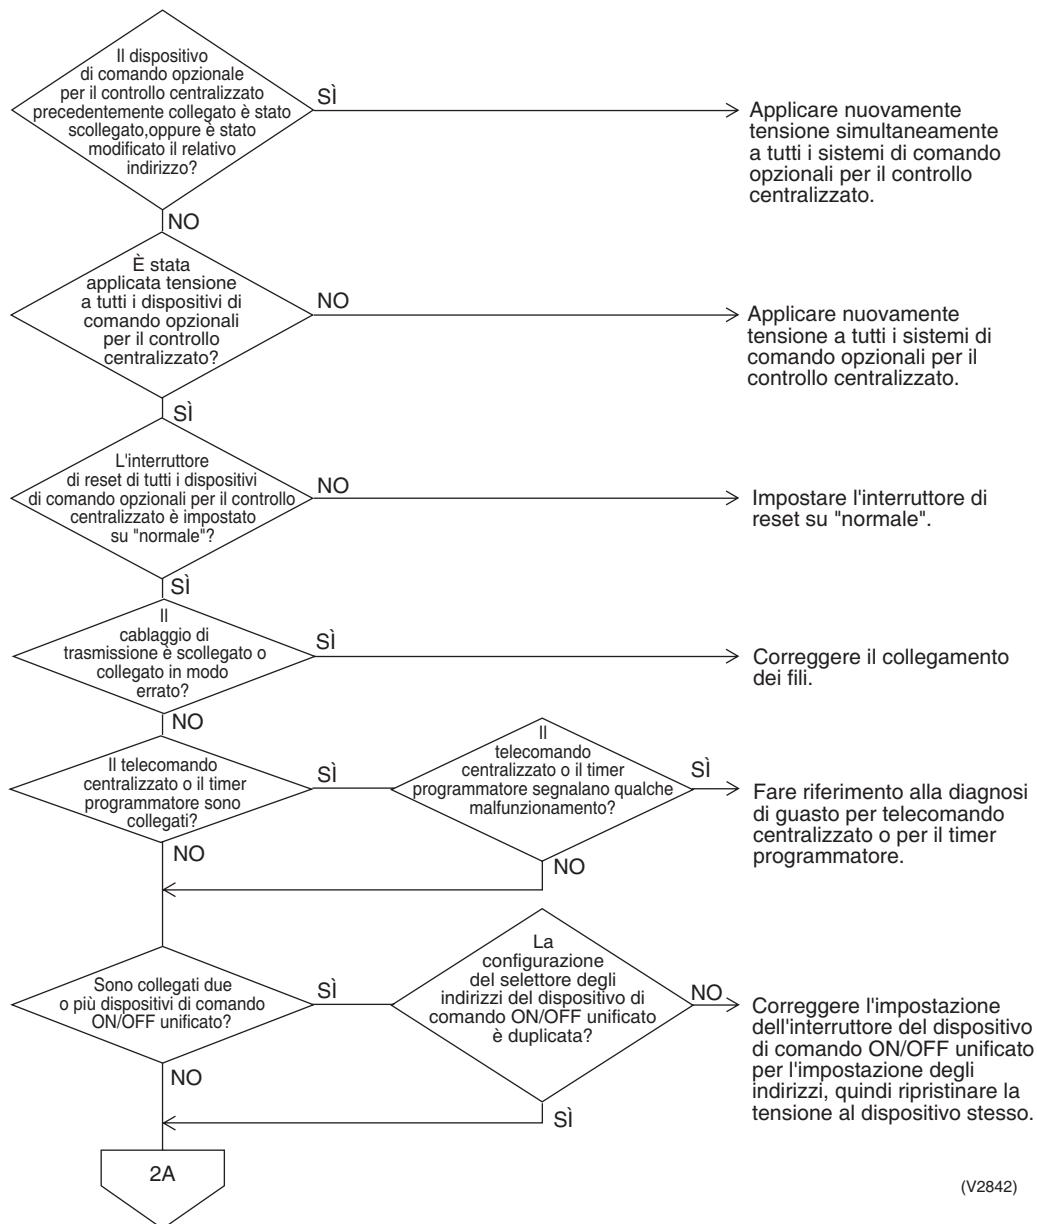 Il dispositivo
di comando opzionale
per il controllo centralizzato
precedentemente collegato è stato
scollegato,oppure è stato
modificato il relativo
indirizzo?
SÌ
Applicare nuovamente
tensione simultaneamente
a tutti i sistemi di comando
opzionali per il controllo
centralizzato.
NO
È stata
applicata tensione
a tutti i dispositivi di
comando opzionali
per il controllo
centralizzato?
NO
Applicare nuovamente
tensione a tutti i sistemi di
comando opzionali per il
controllo centralizzato.
SÌ
L'interruttore
di reset di tutti i dispositivi
di comando opzionali per il controllo
centralizzato è impostato
su "normale"?
NO
Impostare l'interruttore di
reset su "normale".
SÌ
Il
cablaggio di
trasmissione è scollegato o
collegato in modo
errato?
SÌ
Correggere il collegamento
dei fili.
NO
Il telecomando
centralizzato o il timer
programmatore sono
collegati?
SÌ
Il
telecomando
centralizzato o il timer
programmatore segnalano qualche
malfunzionamento?
SÌ
Fare riferimento alla diagnosi
di guasto per telecomando
centralizzato o per il timer
programmatore.
NO
NO
Sono collegati due
o più dispositivi di comando
ON/OFF unificato?
SÌ
La
configurazione
del selettore degli
indirizzi del dispositivo di
comando ON/OFF unificato
è duplicata?
NO
Correggere l'impostazione
dell'interruttore del dispositivo
di comando ON/OFF unificato
per l'impostazione degli
indirizzi, quindi ripristinare la
tensione al dispositivo stesso.
NO
SÌ
2A
(V2842)